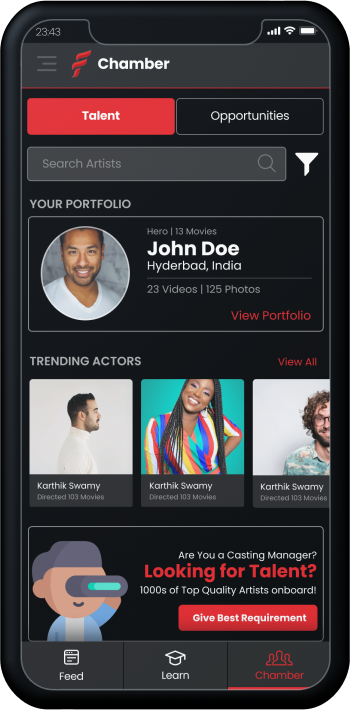 23:43
Chamber
Talent
Opportunities
Search Artists
YOUR PORTFOLIO
Hero | 13 Movies
John Doe
Hyderbad, India
23 Videos | 125 Photos
View Portfolio
TRENDING ACTORS
View All
Karthik Swamy
Directed 103 Movies
Karthik Swamy
Directed 103 Movies
Karthik Swamy
Directed 103 Movies
Are You a Casting Manager?
Looking for Talent?
1000s of Top Quality Artists onboard!
Give Best Requirement
Feed
Learn
Chamber